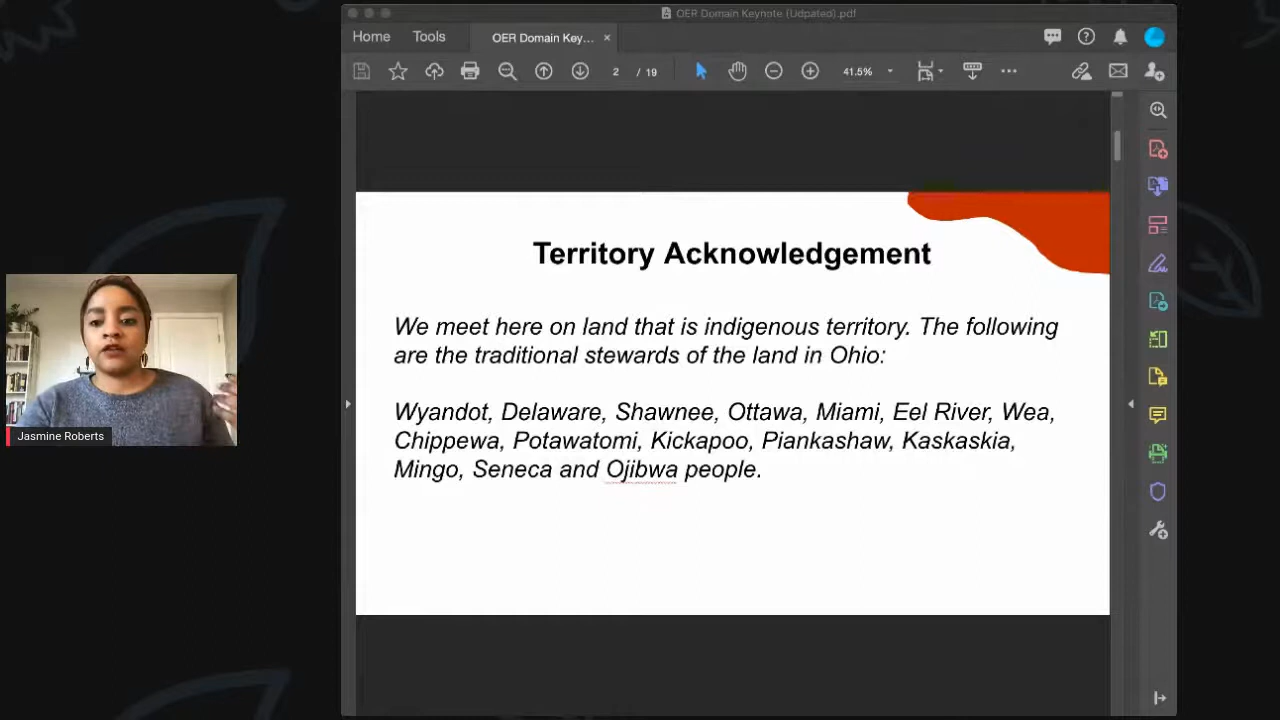 OER Domain Keynote (Udpated).pdf
Home Tools OER Domain Key... ×
2 / 19 41.5%
Territory Acknowledgement
We meet here on land that is indigenous territory. The following
are the traditional stewards of the land in Ohio:
Wyandot, Delaware, Shawnee, Ottawa, Miami, Eel River, Wea,
Chippewa, Potawatomi, Kickapoo, Piankashaw, Kaskaskia,
Mingo, Seneca and Ojibwa people.
Jasmine Roberts